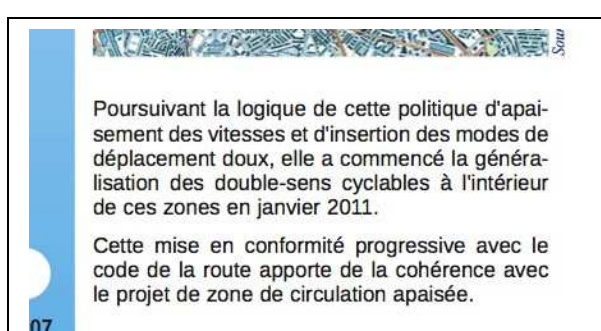 Sour
Poursuivant la logique de cette politique d'apai-
sement des vitesses et d'insertion des modes de
déplacement doux, elle a commencé la généra-
lisation des double-sens cyclables à l'intérieur
de ces zones en janvier 2011.
Cette mise en conformité progressive avec le
code de la route apporte de la cohérence avec
le projet de zone de circulation apaisée.
07